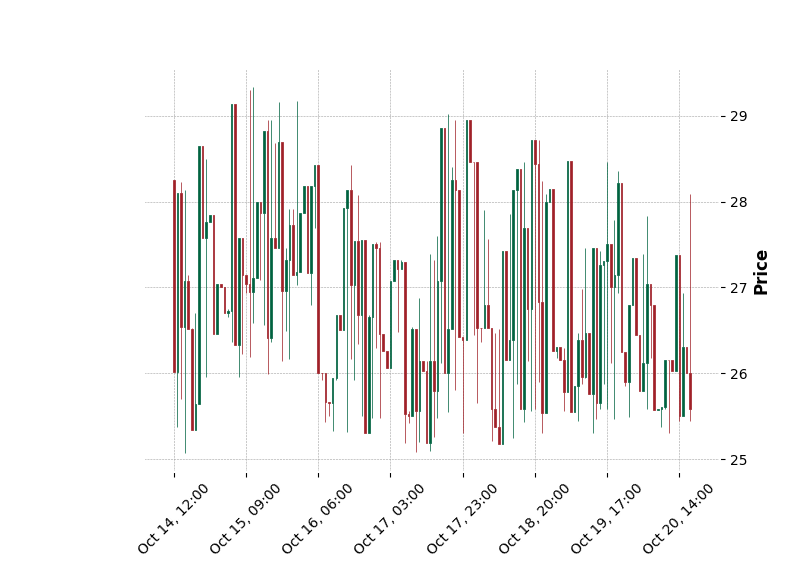 29
28
27
26
25
Price
Oct 14, 12:00
Oct 15, 09:00
Oct 16, 06:00
Oct 17, 03:00
Oct 17, 23:00
Oct 18, 20:00
Oct 19, 17:00
Oct 20, 14:00